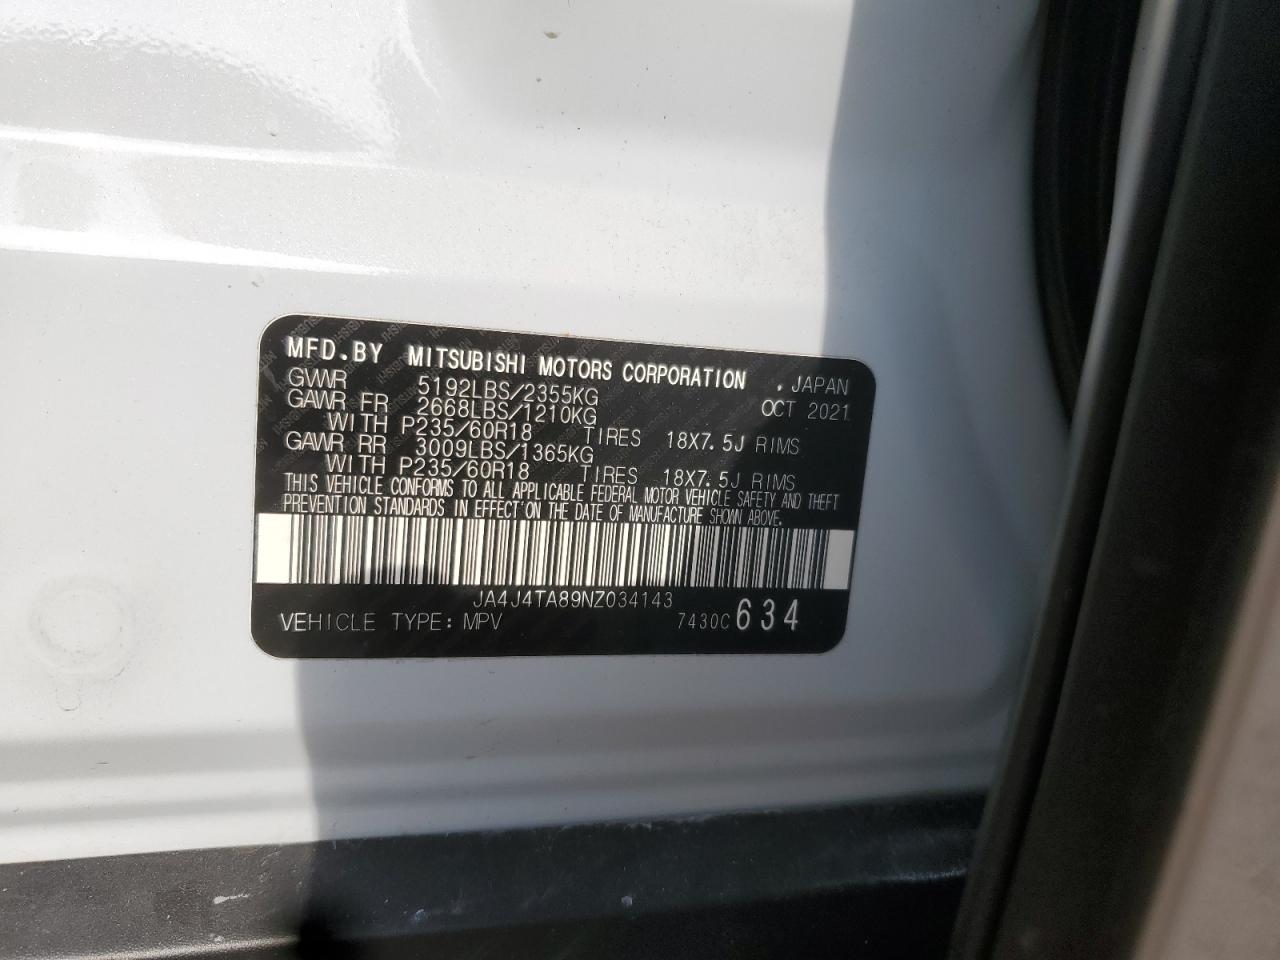 MFD.BY MITSUBISHI MOTORS CORPORATION , JAPAN
GVWR 5192LBS/2355KG OCT 2021
GAWR FR 2668LBS/1210KG
WITH P235/60R18 TIRES 18X7.5J RIMS
GAWR RR 3009LBS/1365KG
WITH P235/60R18 TIRES 18X7.5J RIMS
THIS VEHICLE CONFORMS TO ALL APPLICABLE FEDERAL MOTOR VEHICLE SAFETY AND THEFT
PREVENTION STANDARDS IN EFFECT ON THE DATE OF MANUFACTURE SHOWN ABOVE.
JA4J4TA89NZ034143
VEHICLE TYPE: MPV 7430C 634